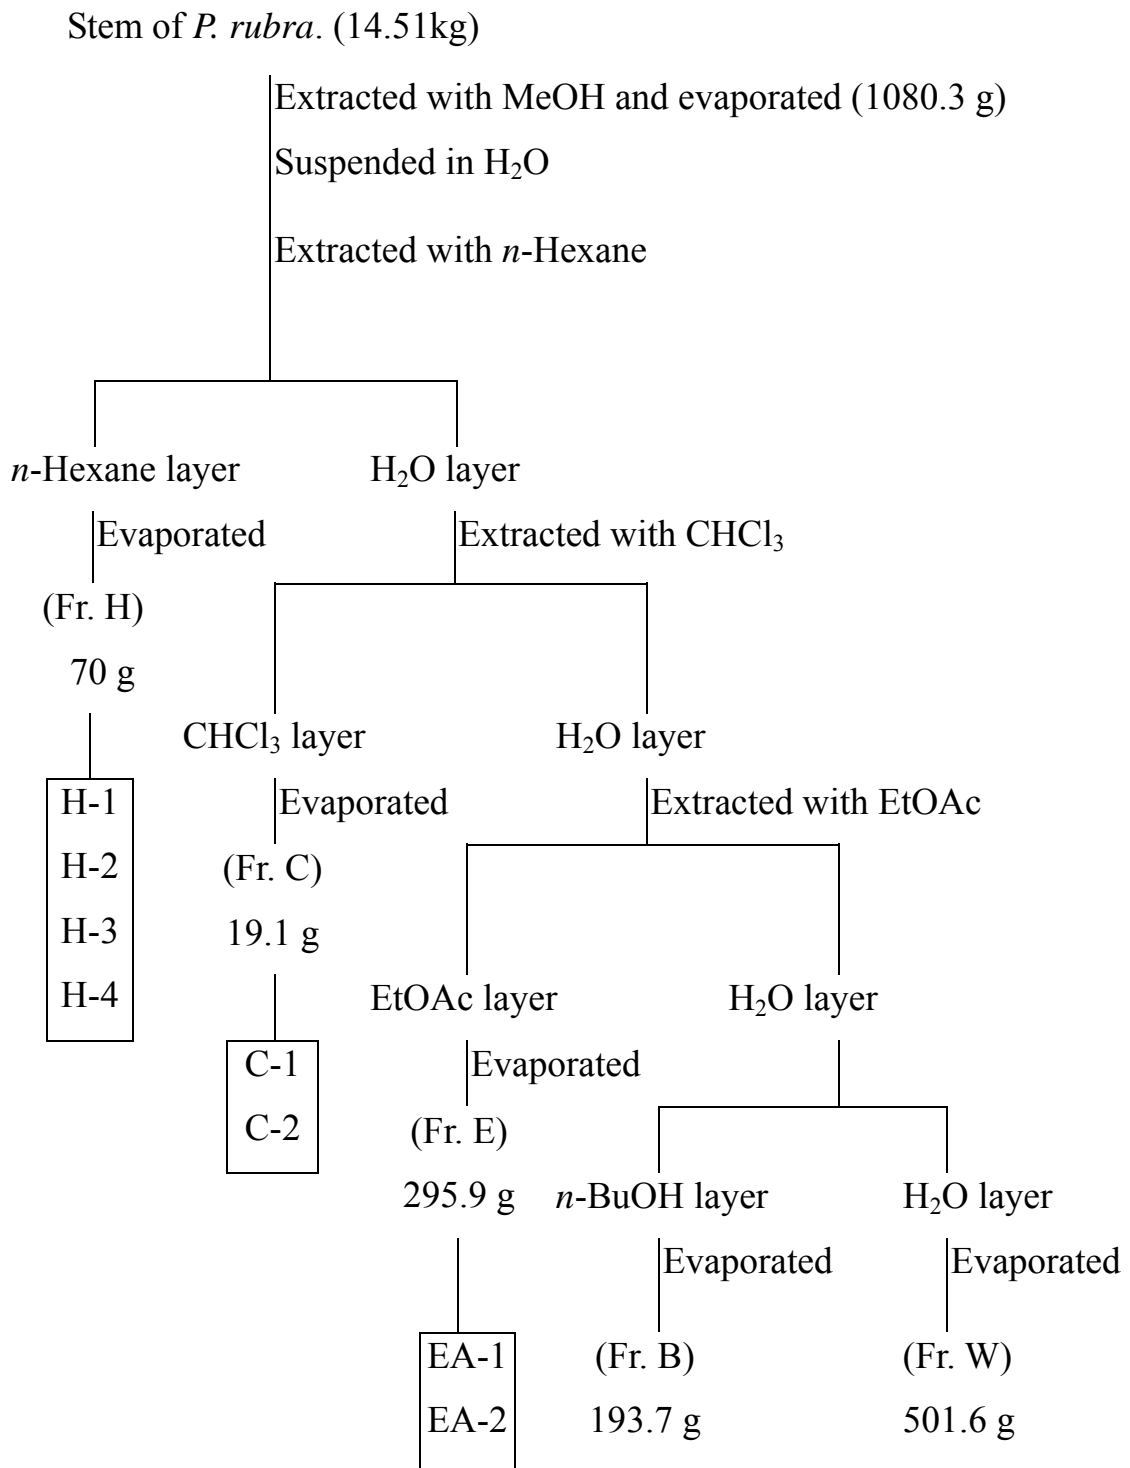 Stem of P. rubra. (14.51kg)
Extracted with MeOH and evaporated (1080.3 g)
Suspended in H₂O
Extracted with n-Hexane
n-Hexane layer
H₂O layer
Evaporated
Extracted with CHCl₃
(Fr. H)
70 g
CHCl₃ layer
H₂O layer
H-1
H-2
H-3
H-4
Evaporated
Extracted with EtOAc
(Fr. C)
19.1 g
EtOAc layer
H₂O layer
C-1
C-2
Evaporated
(Fr. E)
295.9 g
n-BuOH layer
H₂O layer
Evaporated
Evaporated
EA-1
EA-2
(Fr. B)
193.7 g
(Fr. W)
501.6 g